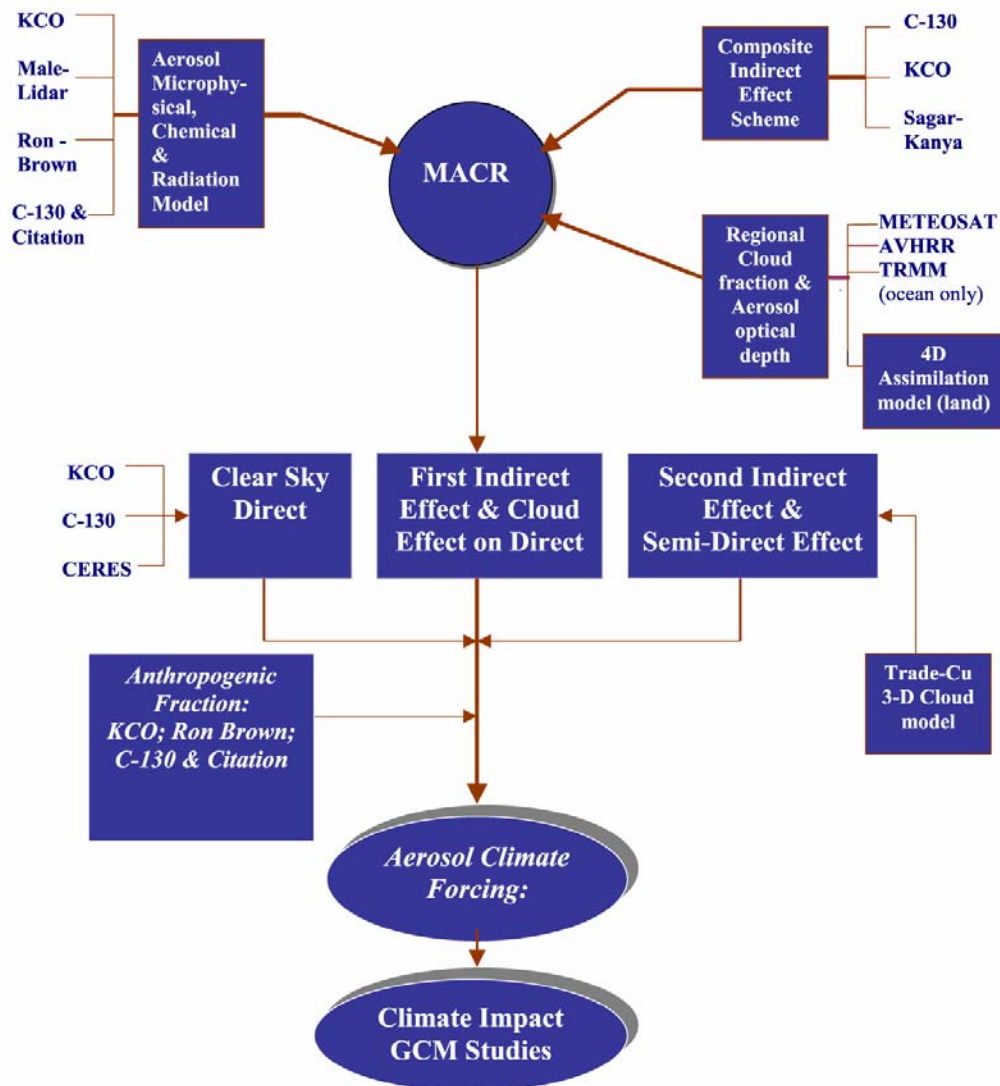 KCO
Male-
Lidar
Ron -
Brown
C-130 &
Citation
Aerosol
Microphy-
sical,
Chemical
&
Radiation
Model
MACR
Composite
Indirect
Effect
Scheme
C-130
KCO
Sagar-
Kanya
Regional
Cloud
fraction &
Aerosol
optical
depth
METEOSAT
AVHRR
TRMM
(ocean only)
4D
Assimilation
model (land)
KCO
C-130
CERES
Clear Sky
Direct
First Indirect
Effect & Cloud
Effect on Direct
Second Indirect
Effect &
Semi-Direct Effect
Trade-Cu
3-D Cloud
model
Anthropogenic
Fraction:
KCO; Ron Brown;
C-130 & Citation
Aerosol Climate
Forcing:
Climate Impact
GCM Studies